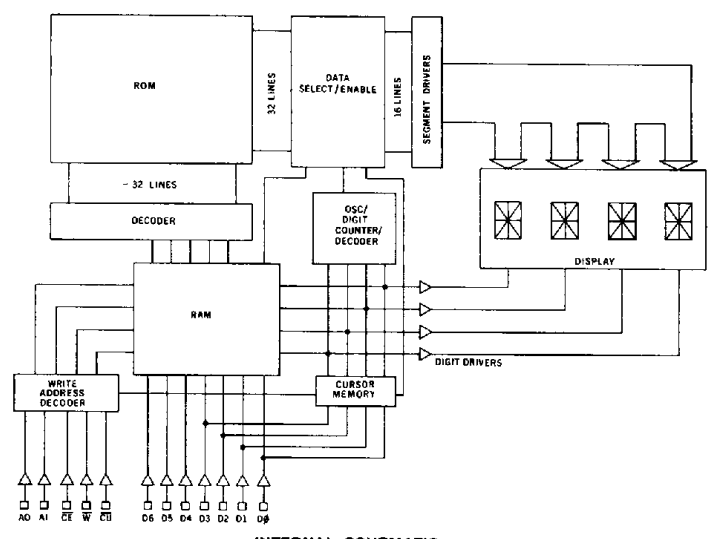 ROM
32 LINES
DATA
SELECT/ENABLE
16 LINES
SEGMENT DRIVERS
~32 LINES
DECODER
OSC/
DIGIT
COUNTER/
DECODER
DISPLAY
RAM
DIGIT DRIVERS
WRITE
ADDRESS
DECODER
CURSOR
MEMORY
A0 A1 CE W CU D6 D5 D4 D3 D2 D1 DØ